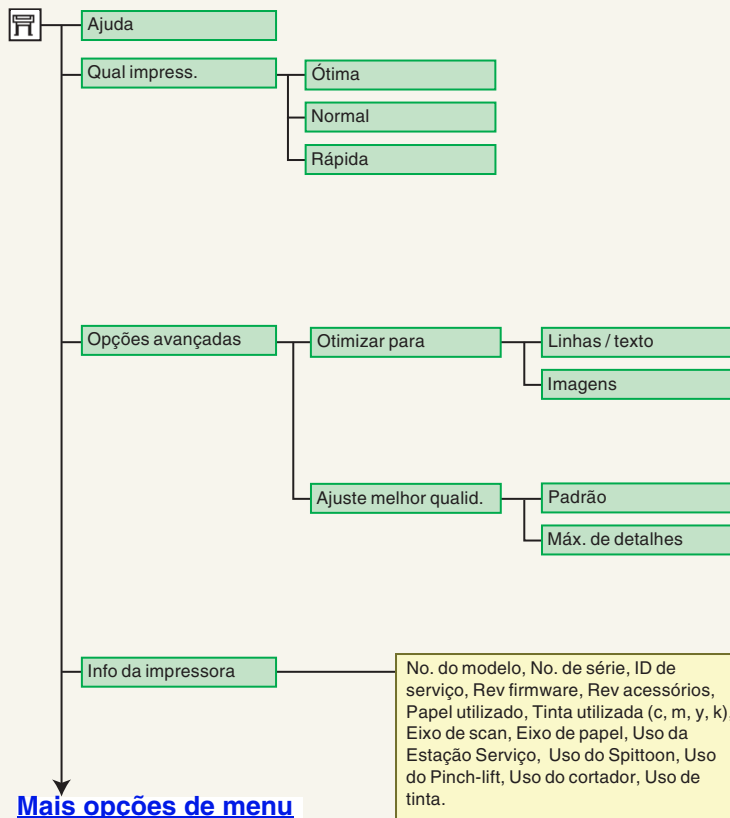 Ajuda
Qual impress.
Ótima
Normal
Rápida
Opções avançadas
Otimizar para
Linhas / texto
Imagens
Ajuste melhor qualid.
Padrão
Máx. de detalhes
Info da impressora
No. do modelo, No. de série, ID de
serviço, Rev firmware, Rev acessórios,
Papel utilizado, Tinta utilizada (c, m, y, k),
Eixo de scan, Eixo de papel, Uso da
Estação Serviço, Uso do Spittoon, Uso
do Pinch-lift, Uso do cortador, Uso de
tinta.
Mais opções de menu